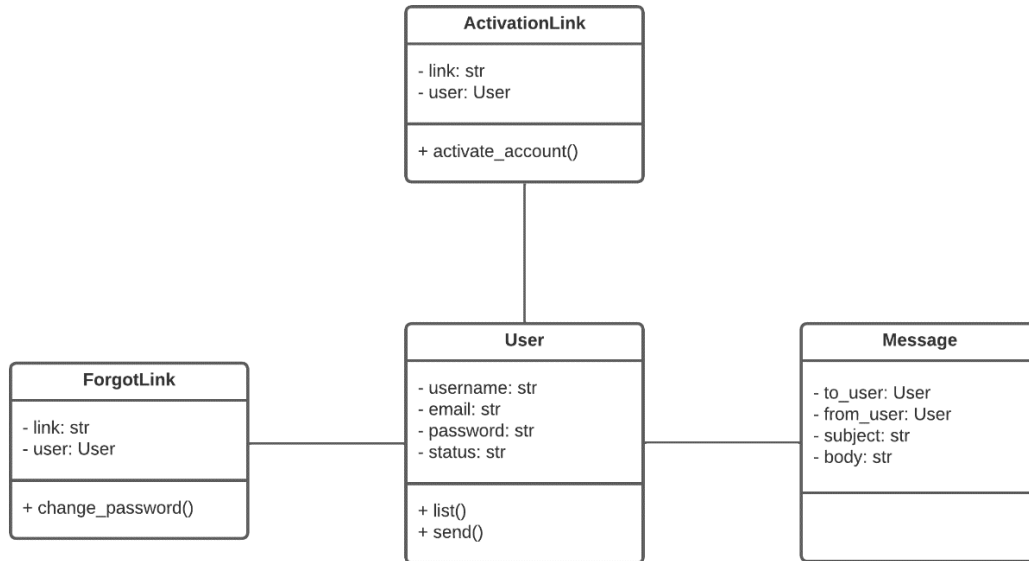 ActivationLink
- link: str
- user: User
+ activate_account()
User
- username: str
- email: str
- password: str
- status: str
+ list()
+ send()
Message
- to_user: User
- from_user: User
- subject: str
- body: str
ForgotLink
- link: str
- user: User
+ change_password()